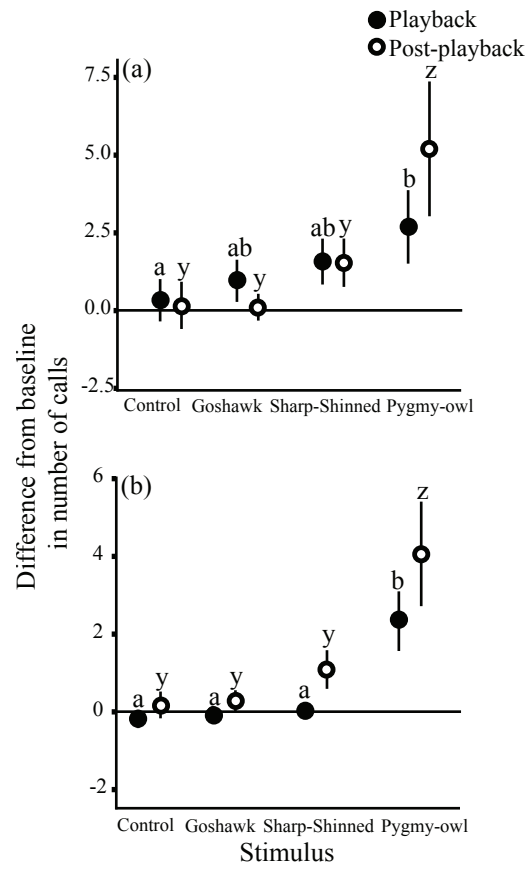 Playback
Post-playback
(a)
7.5
5.0
2.5
0.0
-2.5
a
y
ab
y
ab
y
b
z
Control Goshawk Sharp-Shinned Pygmy-owl
Difference from baseline
in number of calls
(b)
6
4
2
0
-2
a
y
a
y
a
y
b
z
Control Goshawk Sharp-Shinned Pygmy-owl
Stimulus